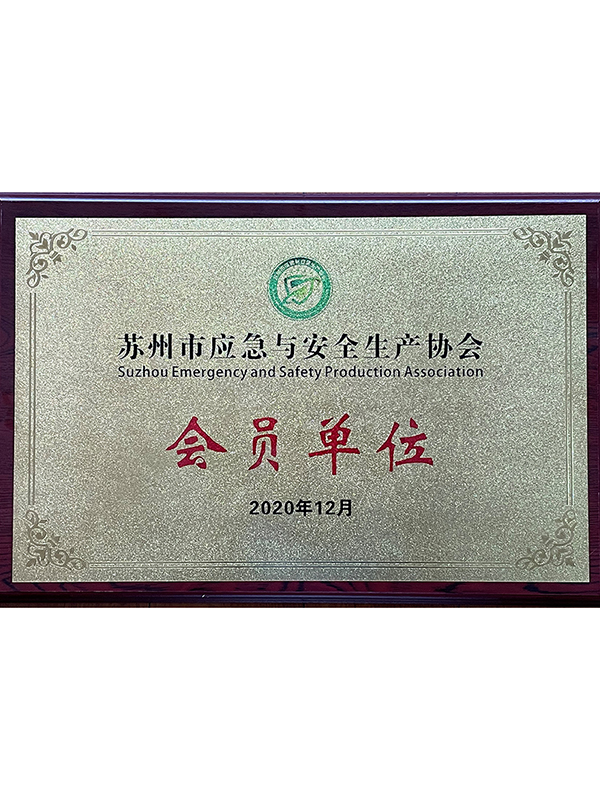 苏州市应急与安全生产协会
Suzhou Emergency and Safety Production Association
会员单位
2020年12月